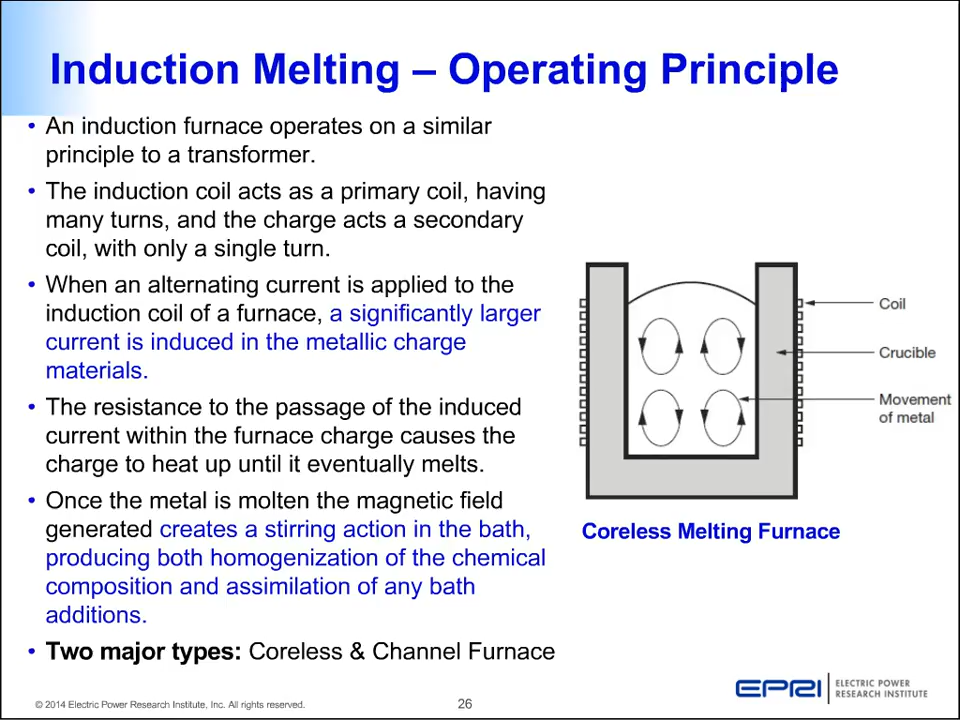 Induction Melting – Operating Principle
• An induction furnace operates on a similar
principle to a transformer.
• The induction coil acts as a primary coil, having
many turns, and the charge acts a secondary
coil, with only a single turn.
• When an alternating current is applied to the
induction coil of a furnace, a significantly larger
current is induced in the metallic charge
materials.
• The resistance to the passage of the induced
current within the furnace charge causes the
charge to heat up until it eventually melts.
• Once the metal is molten the magnetic field
generated creates a stirring action in the bath,
producing both homogenization of the chemical
composition and assimilation of any bath
additions.
• Two major types: Coreless & Channel Furnace
Coil
Crucible
Movement
of metal
Coreless Melting Furnace
© 2014 Electric Power Research Institute, Inc. All rights reserved.
26
EPRI
ELECTRIC POWER
RESEARCH INSTITUTE